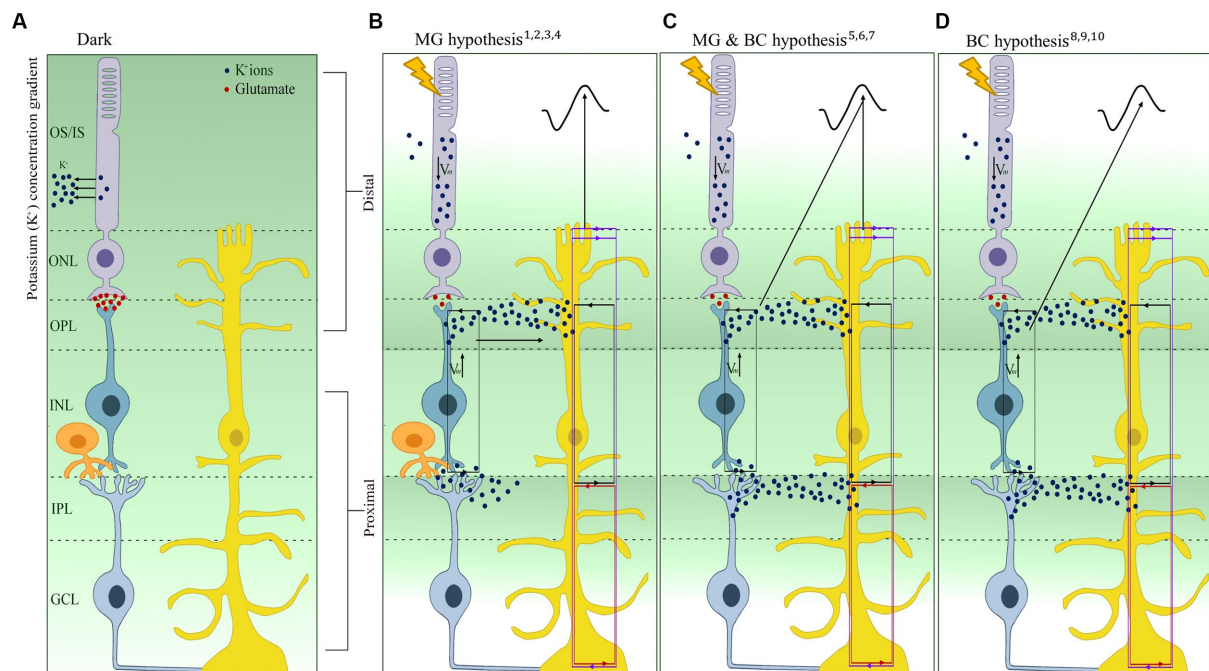 A
B
C
D
Dark
MG hypothesis1,2,3,4
MG & BC hypothesis5,6,7
BC hypothesis8,9,10
K+ions
Glutamate
Potassium (K+) concentration gradient
OS/IS
K+
ONL
OPL
INL
IPL
GCL
Distal
Proximal
Vm
Vm
Vm
Vm
Vm
Vm